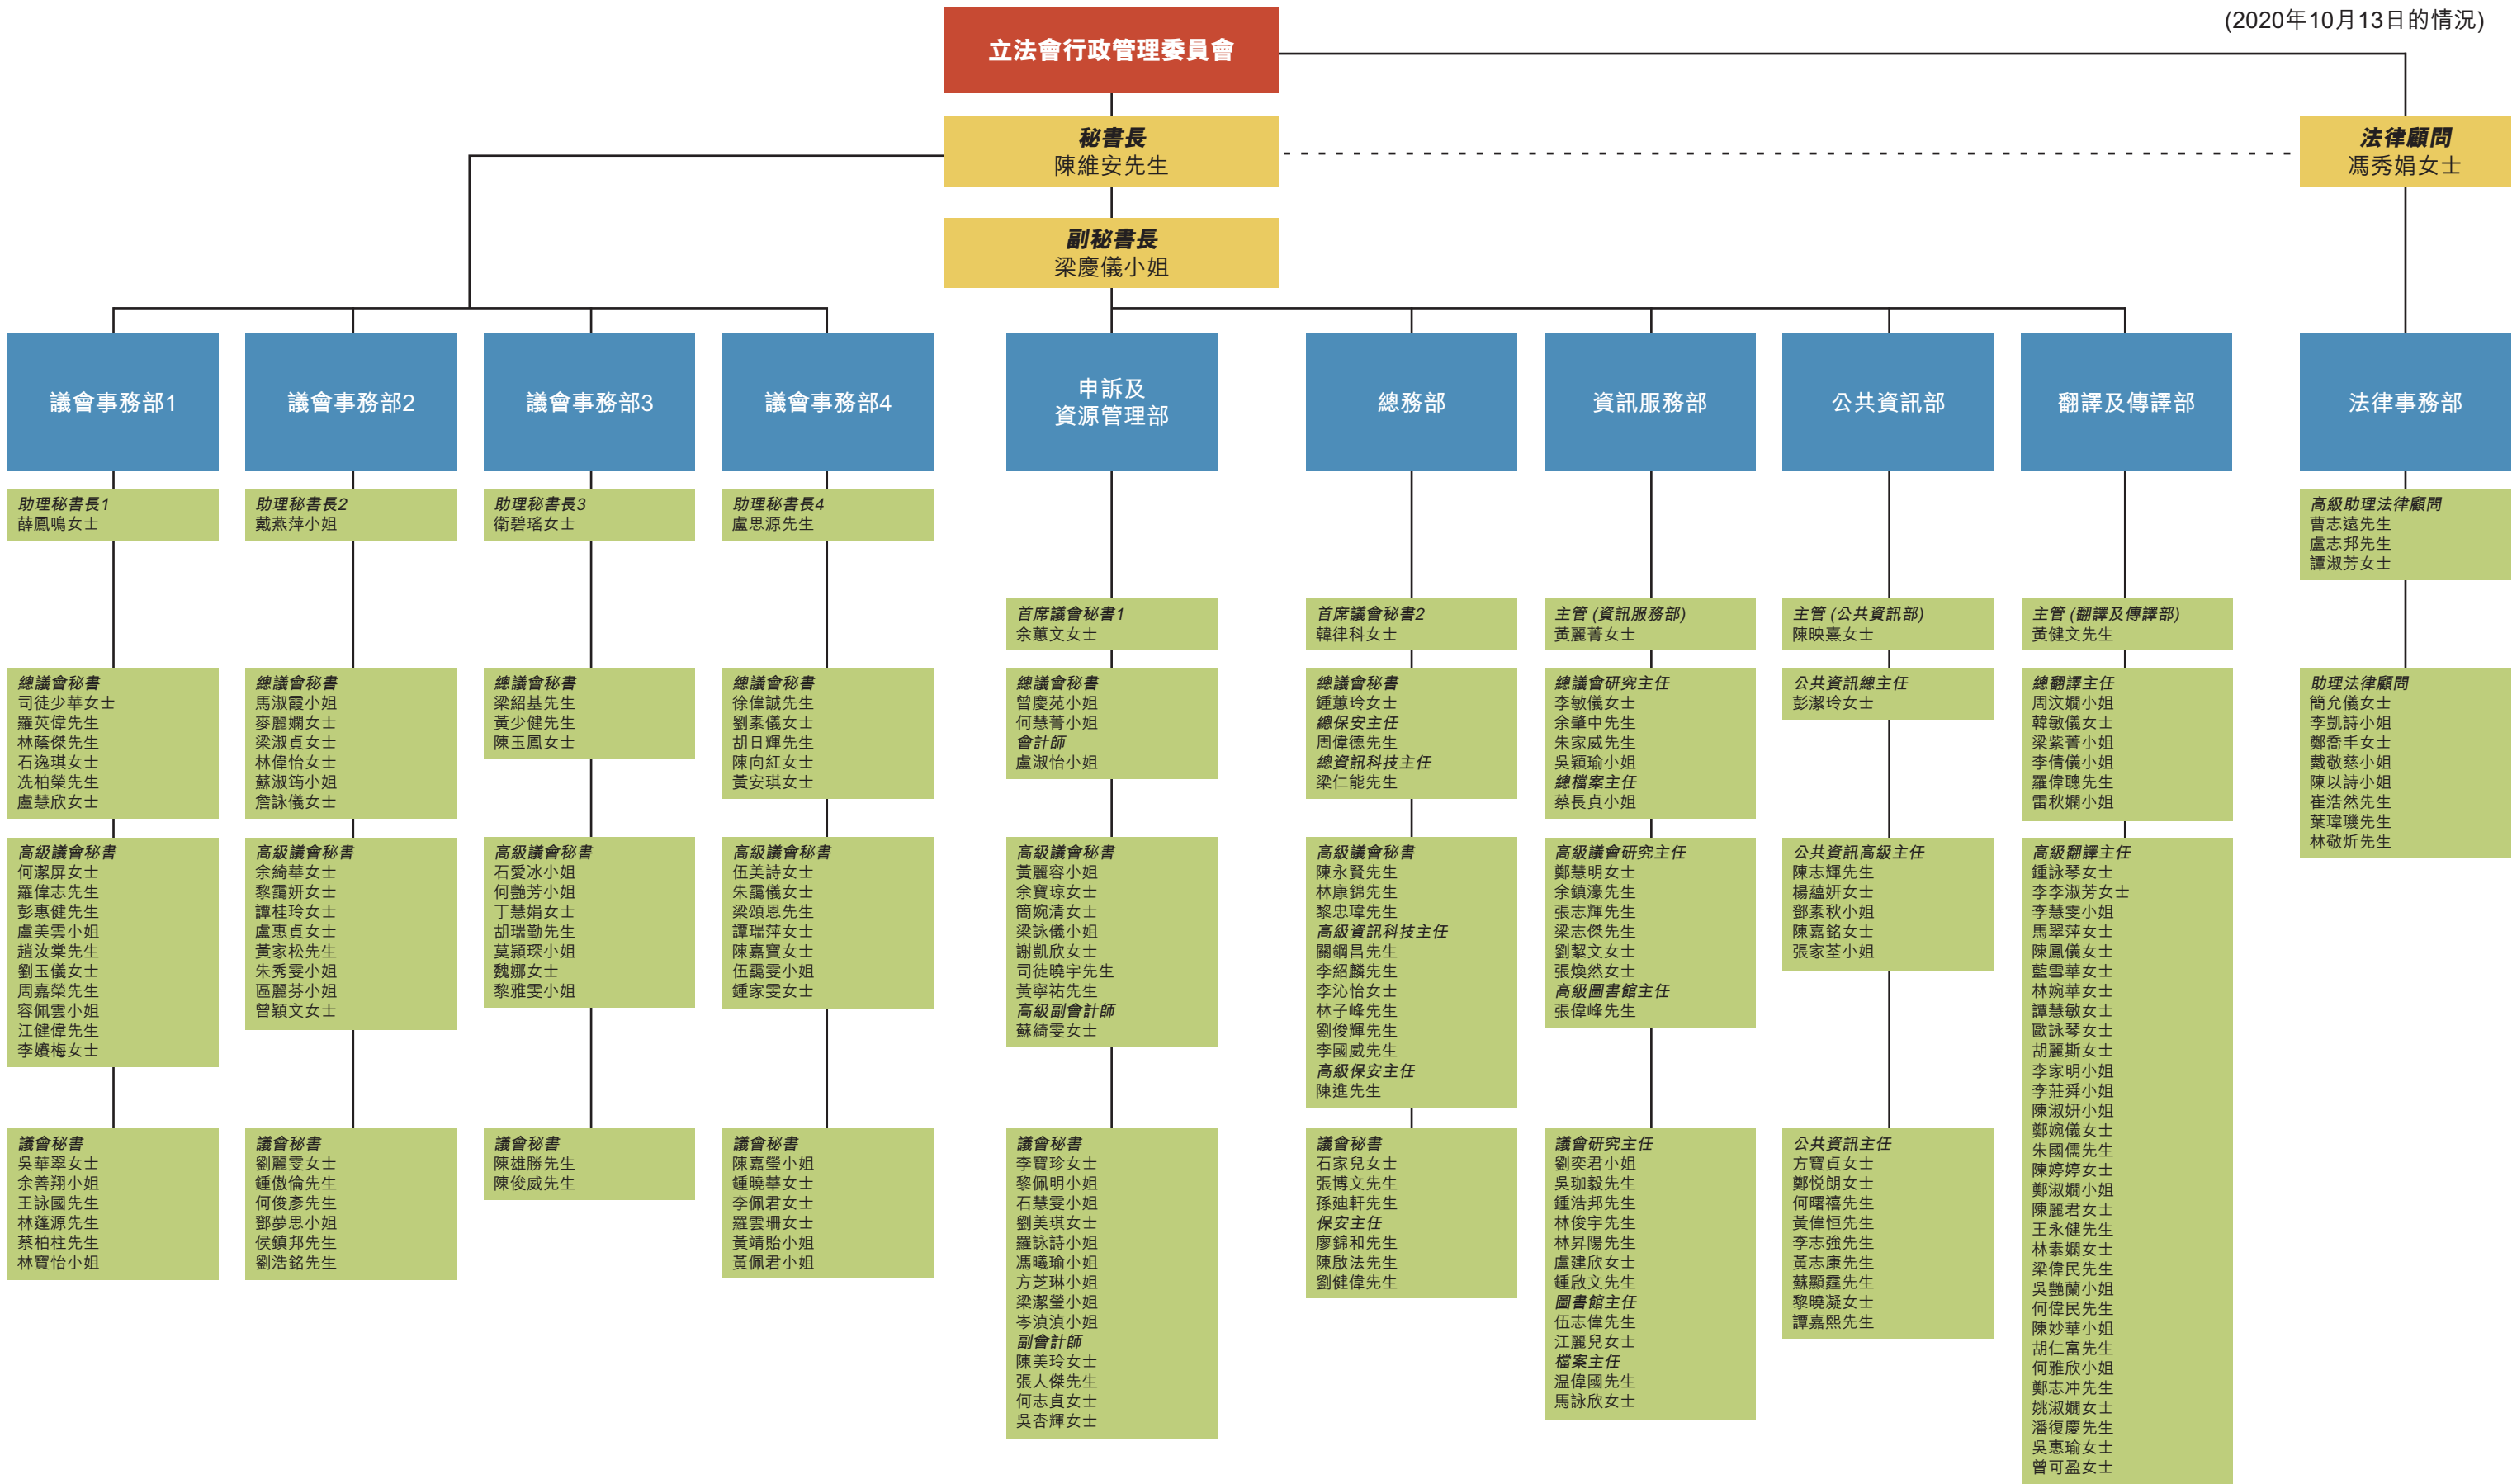 (2020年10月13日的情況)
立法會行政管理委員會
秘書長
陳維安先生
法律顧問
馮秀娟女士
副秘書長
梁慶儀小姐
議會事務部1
議會事務部2
議會事務部3
議會事務部4
申訴及
資源管理部
總務部
資訊服務部
公共資訊部
翻譯及傳譯部
法律事務部
助理秘書長1
薛鳳鳴女士
總議會秘書
司徒少華女士
羅英偉先生
林蔭傑先生
石逸琪女士
冼柏榮先生
盧慧欣女士
高級議會秘書
何潔屏女士
羅偉志先生
彭惠健先生
盧美雲小姐
趙汝棠先生
劉玉儀女士
周嘉榮先生
容佩雲小姐
江健偉先生
李嬪梅女士
議會秘書
吳華翠女士
余善翔小姐
王詠國先生
林蓬源先生
蔡柏柱先生
林寶怡小姐
助理秘書長2
戴燕萍小姐
總議會秘書
馬淑霞小姐
麥麗嫻女士
梁淑貞女士
林偉怡女士
蘇淑筠小姐
詹詠儀女士
高級議會秘書
余綺華女士
黎靄妍女士
譚桂玲女士
盧惠貞女士
黃家松先生
朱秀雯小姐
區麗芬小姐
曾穎文女士
議會秘書
劉麗雯女士
鍾傲倫先生
何俊彥先生
鄧夢思小姐
侯鎮邦先生
劉浩銘先生
助理秘書長3
衛碧瑤女士
總議會秘書
梁紹基先生
黃少健先生
陳玉鳳女士
高級議會秘書
石愛冰小姐
何艷芳小姐
丁慧娟女士
胡瑞勤先生
莫穎琛小姐
魏娜女士
黎雅雯小姐
議會秘書
陳雄勝先生
陳俊威先生
助理秘書長4
盧思源先生
總議會秘書
徐偉誠先生
劉素儀女士
胡日輝先生
陳向紅女士
黃安琪女士
高級議會秘書
伍美詩女士
朱靄儀女士
梁頌恩先生
譚瑞萍女士
陳嘉寶女士
伍靄雯小姐
鍾家雯女士
議會秘書
陳嘉瑩小姐
鍾曉華女士
李佩君女士
羅雲珊女士
黃靖貽小姐
黃佩君小姐
首席議會秘書1
余蕙文女士
總議會秘書
曾慶苑小姐
何慧菁小姐
會計師
盧淑怡小姐
高級議會秘書
黃麗容小姐
余寶琼女士
簡婉清女士
梁詠儀小姐
謝凱欣女士
司徒曉宇先生
黃寧祐先生
高級副會計師
蘇綺雯女士
議會秘書
李寶珍女士
黎佩明小姐
石慧雯小姐
劉美琪女士
羅詠詩小姐
馮曦瑜小姐
方芝琳小姐
梁潔瑩小姐
岑湞湞小姐
副會計師
陳美玲女士
張人傑先生
何志貞女士
吳杏輝女士
首席議會秘書2
韓律科女士
總議會秘書
鍾蕙玲女士
總保安主任
周偉德先生
總資訊科技主任
梁仁能先生
高級議會秘書
陳永賢先生
林康錦先生
黎忠瑋先生
高級資訊科技主任
關鋼昌先生
李紹麟先生
李沁怡女士
林子峰先生
劉俊輝先生
李國威先生
高級保安主任
陳進先生
議會秘書
石家兒女士
張博文先生
孫廸軒先生
保安主任
廖錦和先生
陳啟法先生
劉健偉先生
主管 (資訊服務部)
黃麗菁女士
總議會研究主任
李敏儀女士
余肇中先生
朱家威先生
吳穎瑜小姐
總檔案主任
蔡長貞小姐
高級議會研究主任
鄭慧明女士
余鎮濠先生
張志輝先生
梁志傑先生
劉絜文女士
張煥然女士
高級圖書館主任
張偉峰先生
議會研究主任
劉奕君小姐
吳珈毅先生
鍾浩邦先生
林俊宇先生
林昇陽先生
盧建欣女士
鍾啟文先生
圖書館主任
伍志偉先生
江麗兒女士
檔案主任
温偉國先生
馬詠欣女士
主管 (公共資訊部)
陳映熹女士
公共資訊總主任
彭潔玲女士
公共資訊高級主任
陳志輝先生
楊蘊妍女士
鄧素秋小姐
陳嘉銘女士
張家荃小姐
公共資訊主任
方寶貞女士
鄭悦朗女士
何曙禧先生
黃偉恒先生
李志強先生
黃志康先生
蘇顯霆先生
黎曉凝女士
譚嘉熙先生
主管 (翻譯及傳譯部)
黃健文先生
總翻譯主任
周汶嫺小姐
韓敏儀女士
梁紫菁小姐
李倩儀小姐
羅偉聰先生
雷秋嫺小姐
高級翻譯主任
鍾詠琴女士
李李淑芳女士
李慧雯小姐
馬翠萍女士
陳鳳儀女士
藍雪華女士
林婉華女士
譚慧敏女士
歐詠琴女士
胡麗斯女士
李家明小姐
李莊舜小姐
陳淑妍小姐
鄭婉儀女士
朱國儒先生
陳婷婷女士
鄭淑嫺小姐
陳麗君女士
王永健先生
林素嫻女士
梁偉民先生
吳艷蘭小姐
何偉民先生
陳妙華小姐
胡仁富先生
何雅欣小姐
鄭志冲先生
姚淑嫺女士
潘復慶先生
吳惠瑜女士
曾可盈女士
高級助理法律顧問
曹志遠先生
盧志邦先生
譚淑芳女士
助理法律顧問
簡允儀女士
李凱詩小姐
鄭喬丰女士
戴敬慈小姐
陳以詩小姐
崔浩然先生
葉瑋璣先生
林敬炘先生